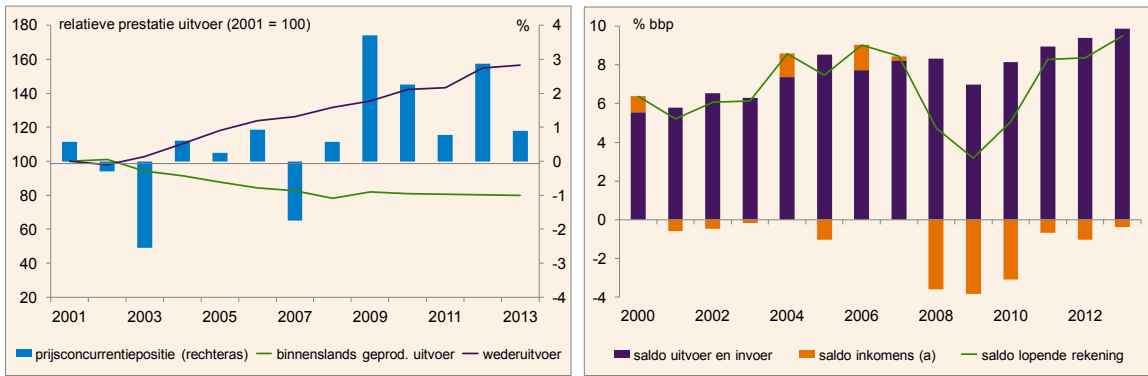 relatieve prestatie uitvoer (2001 = 100) %
180 4
160 3
140 2
120 1
100 0
80 -1
60 -2
40 -3
20 -4
2001 2003 2005 2007 2009 2011 2013
prijsconcurrentiepositie (rechteras) binnenslands geprod. uitvoer wederuitvoer
% bbp
10
8
6
4
2
0
-2
-4
2000 2002 2004 2006 2008 2010 2012
saldo uitvoer en invoer saldo inkomens (a) saldo lopende rekening